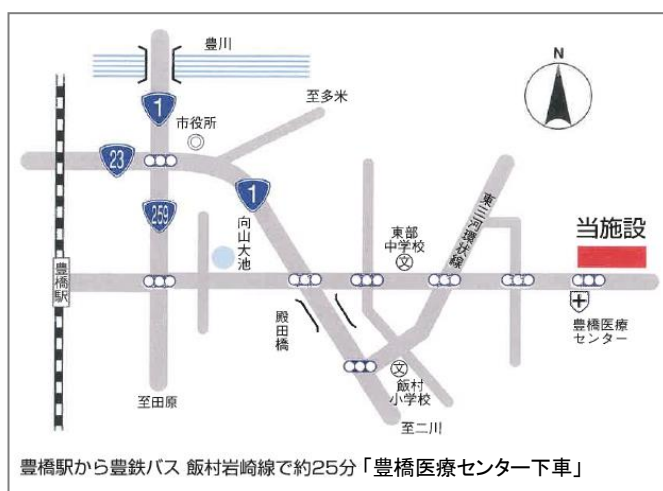 豊川
N
1
至多米
市役所
23
1
259
向山大池
東部
中学校
文
東三河環状線
当施設
豊橋駅
殿田橋
豊橋医療
センター
文
飯村
小学校
至田原
至二川
豊橋駅から豊鉄バス 飯村岩崎線で約25分「豊橋医療センター下車」